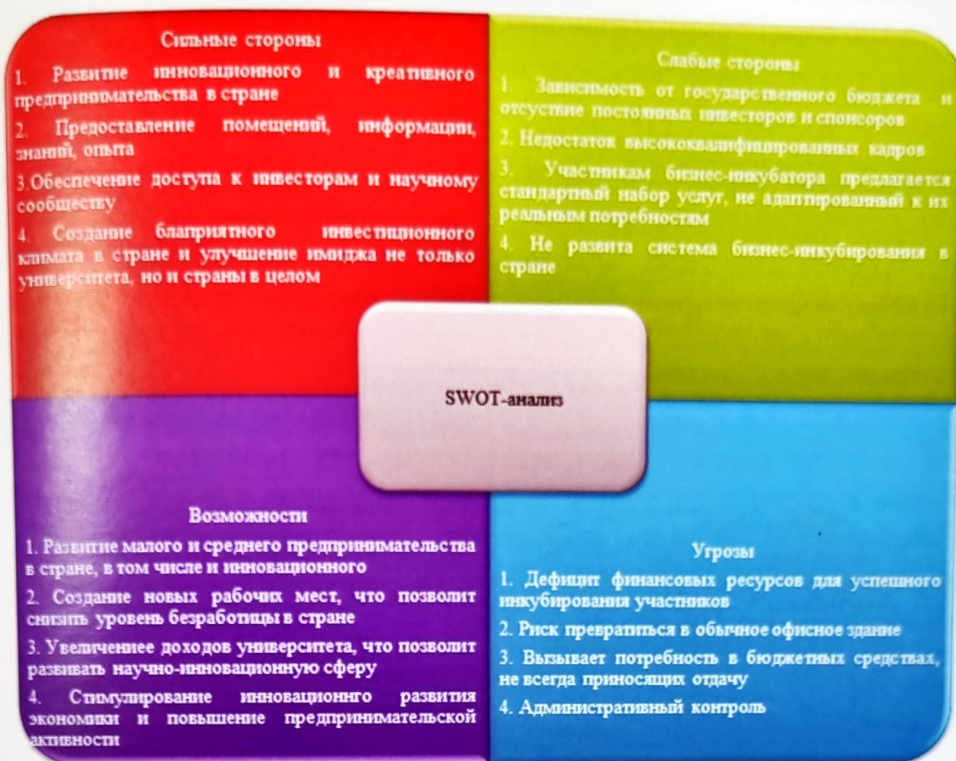 Сильные стороны
1. Развитие инновационного и креативного
предпринимательства в стране
2. Предоставление помещений, информации,
знаний, опыта
3.Обеспечение доступа к инвесторам и научному
сообществу
4. Создание блаприятного инвестиционного
климата в стране и улучшение имиджа не только
университета, но и страны в целом
Слабые стороны
1. Зависимость от государственного бюджета и
отсуствие постоянных инвесторов и спонсоров
2. Недостаток высококвалифицированных кадров
3. Участникам бизнес-инкубатора предлагается
стандартный набор услуг, не адаптированный к их
реальным потребностям
4. Не развита система бизнес-инкубирования в
стране
SWOT-анализ
Возможности
1. Развитие малого и среднего предпринимательства
в стране, в том числе и инновационного
2. Создание новых рабочих мест, что позволит
снизить уровень безработицы в стране
3. Увеличениее доходов университета, что позволит
развивать научно-инновационную сферу
4. Стимулирование инновационнго развития
экономики и повышение предпринимательской
активности
Угрозы
1. Дефицит финансовых ресурсов для успешного
инкубирования участников
2. Риск превратиться в обычное офисное здание
3. Вызывает потребность в бюджетных средствах,
не всегда приносящих отдачу
4. Административный контроль